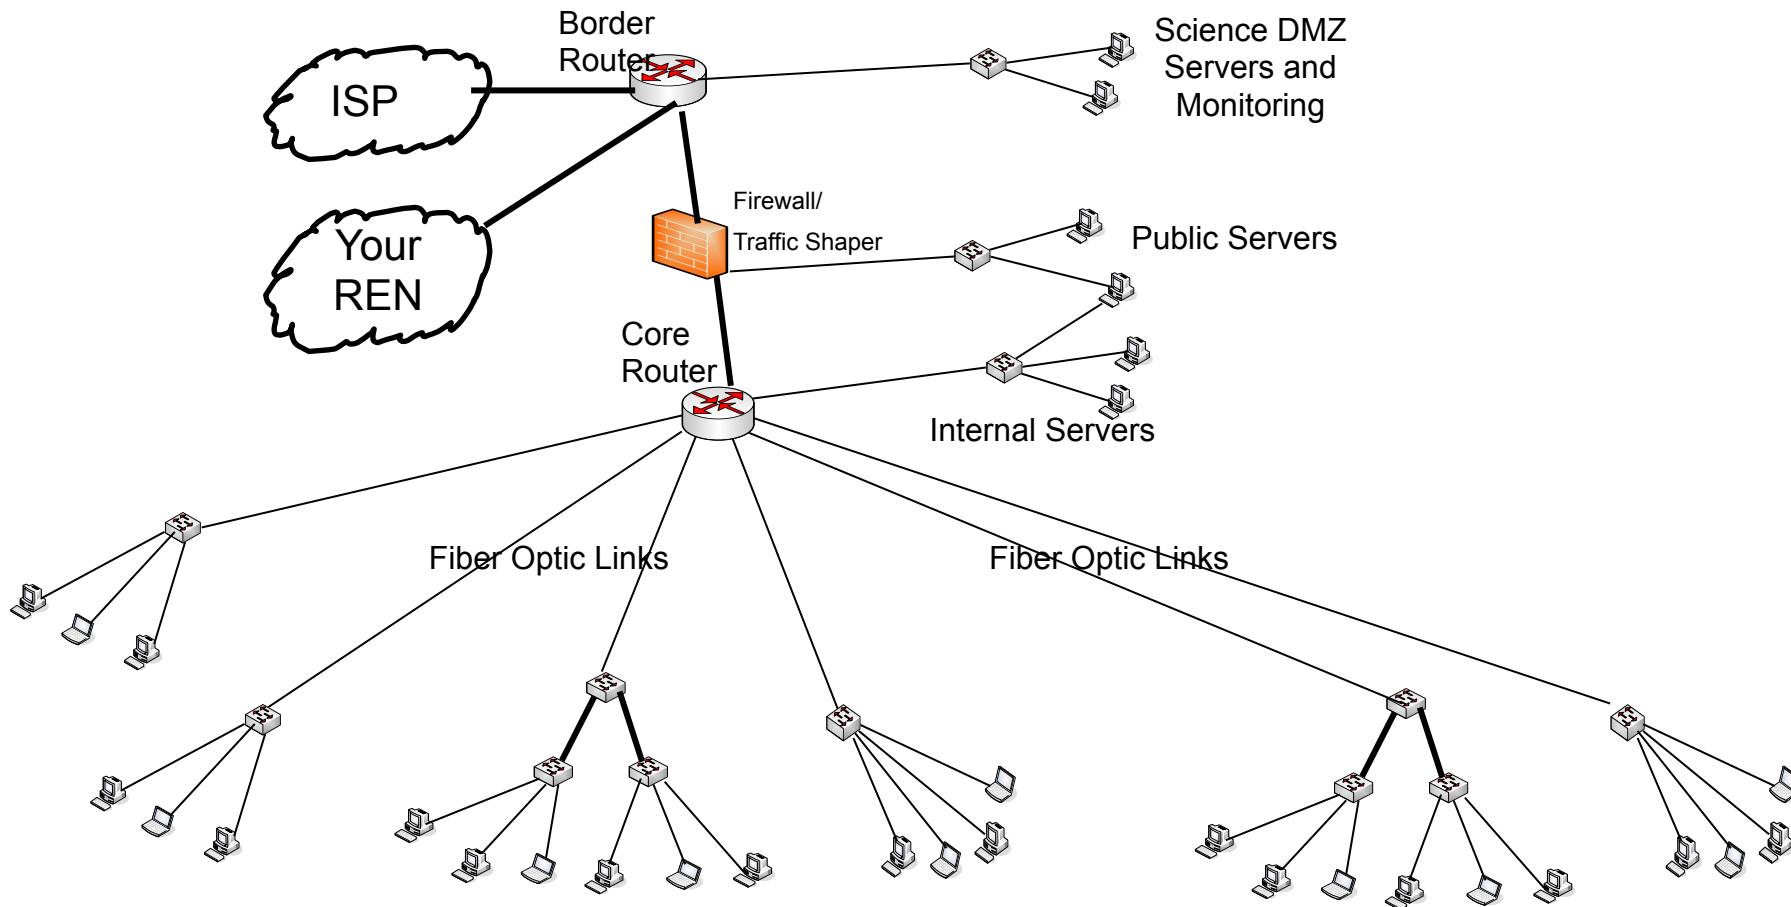 Border
Router
ISP
Science DMZ
Servers and
Monitoring
Firewall/
Traffic Shaper
Your
REN
Public Servers
Core
Router
Internal Servers
Fiber Optic Links
Fiber Optic Links